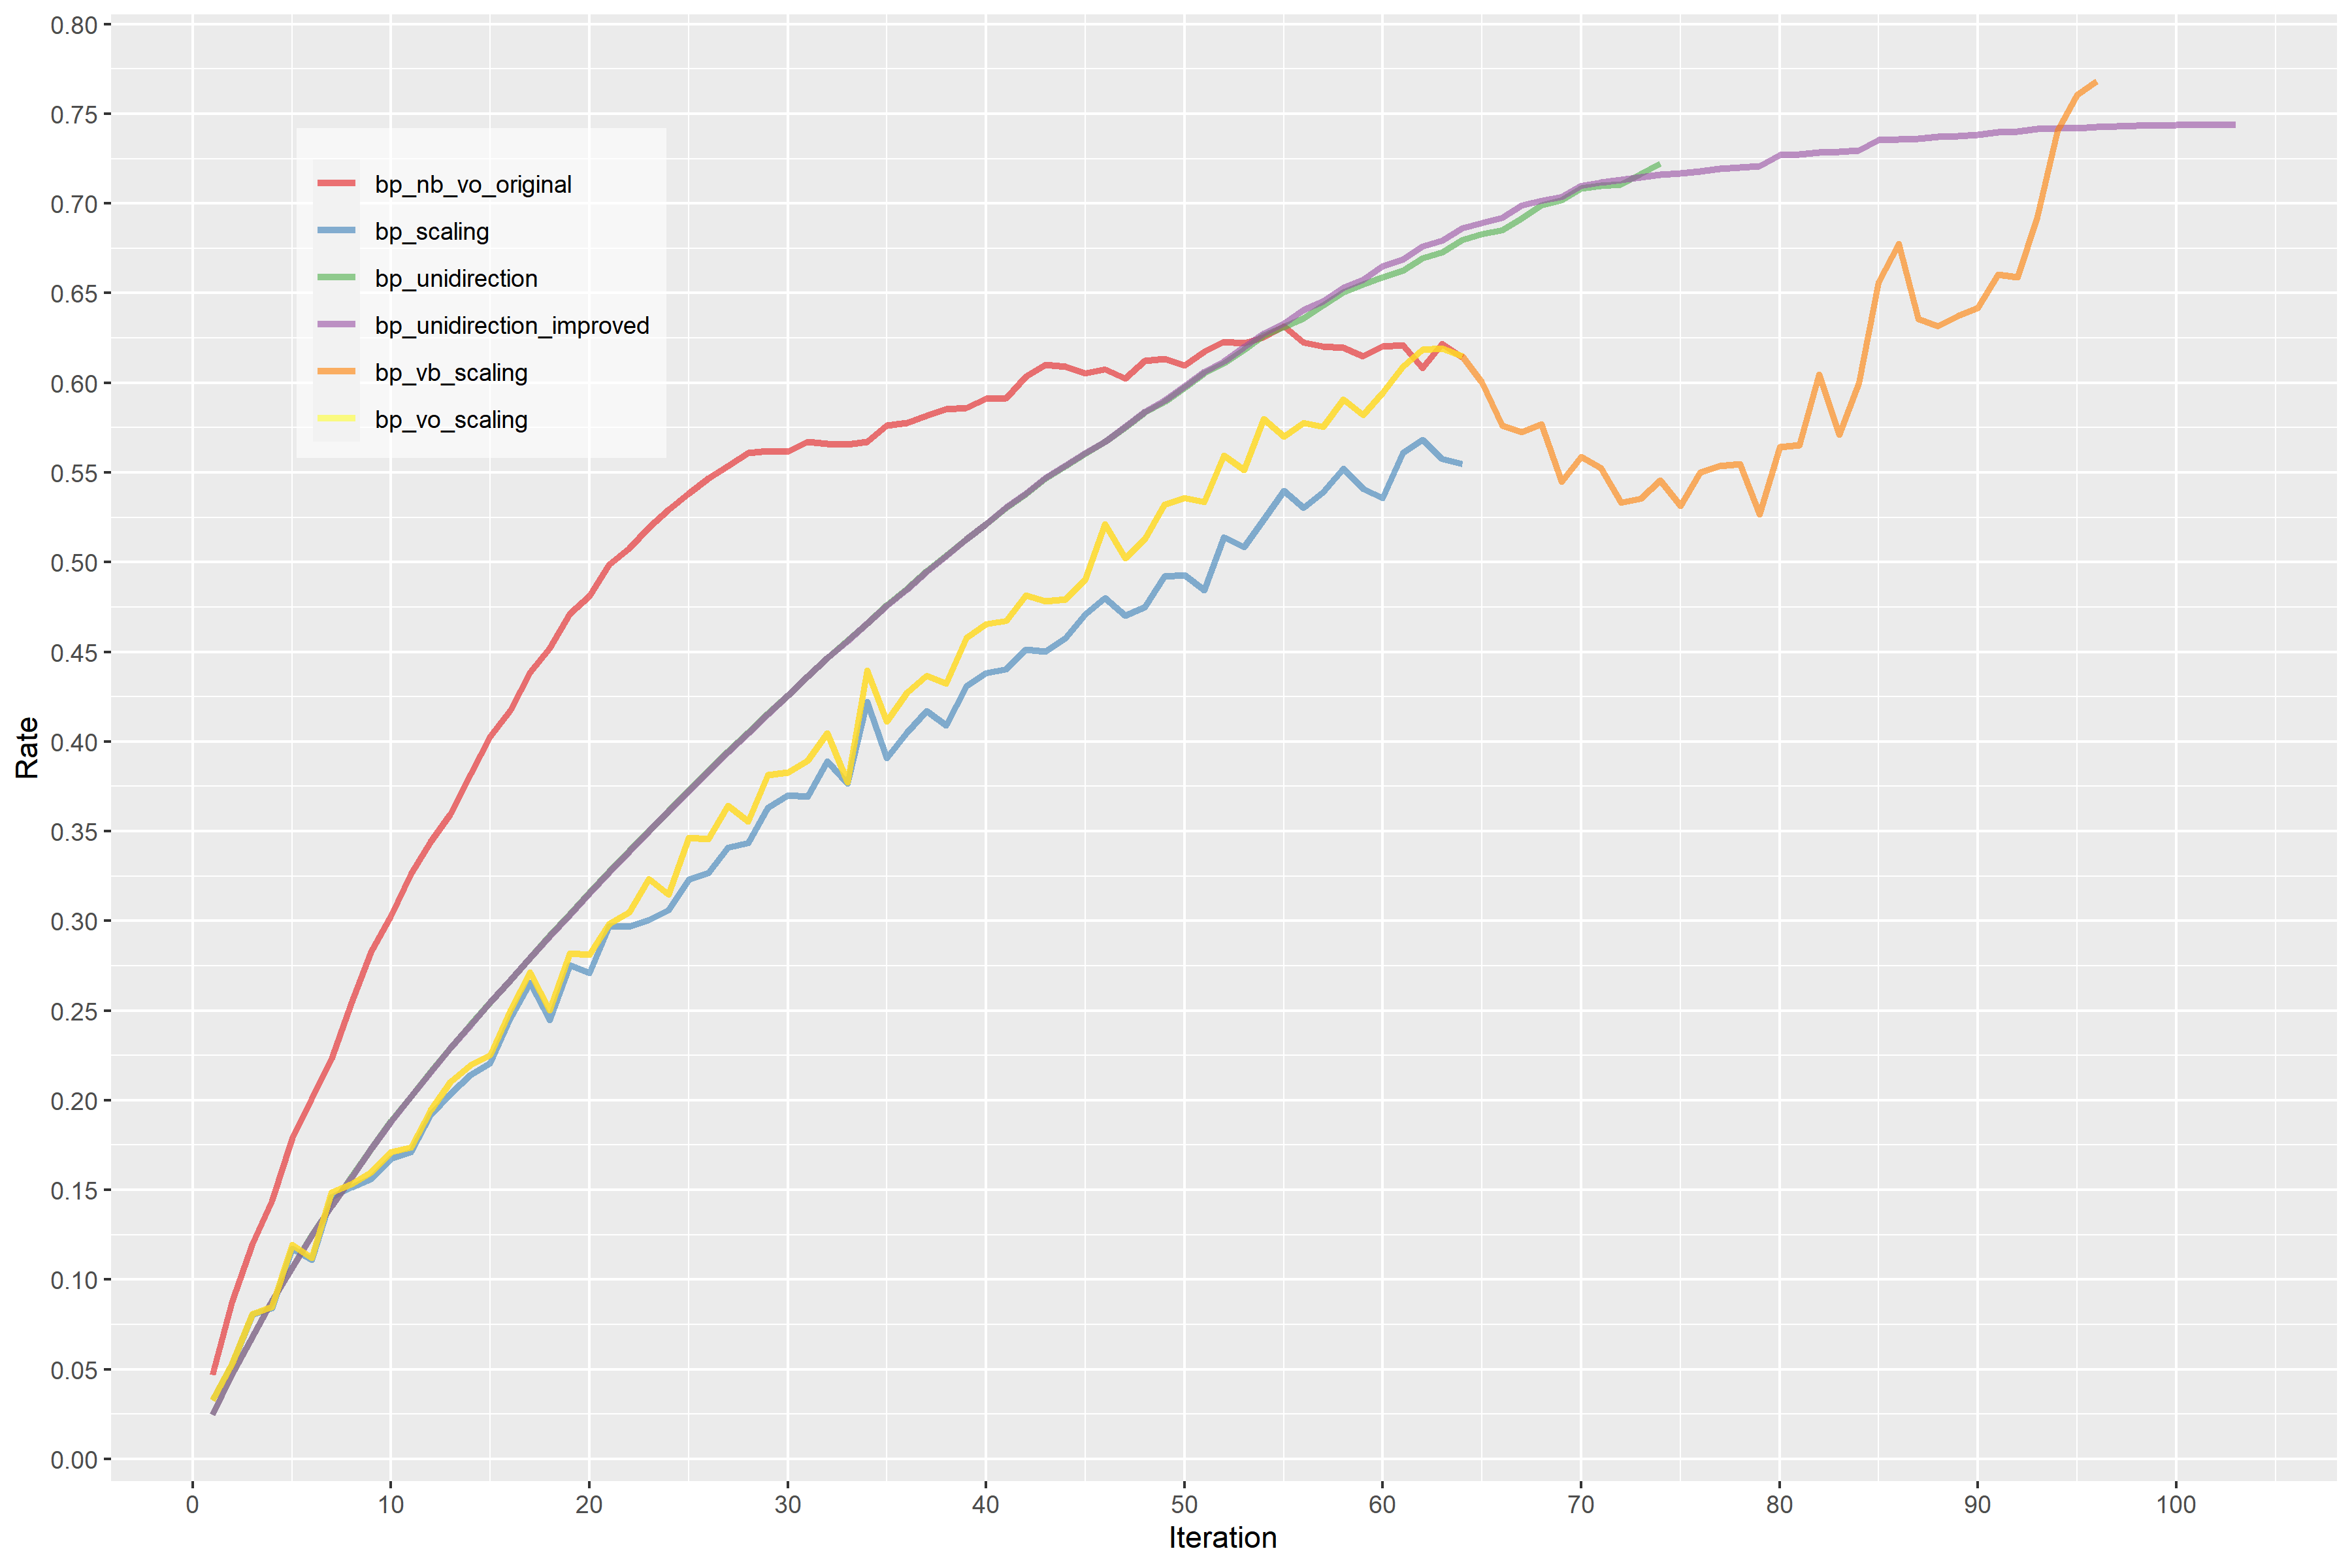 0.80
0.75
0.70
0.65
0.60
0.55
0.50
0.45
0.40
0.35
0.30
0.25
0.20
0.15
0.10
0.05
0.00
Rate
bp_nb_vo_original
bp_scaling
bp_unidirection
bp_unidirection_improved
bp_vb_scaling
bp_vo_scaling
0 10 20 30 40 50 60 70 80 90 100
Iteration